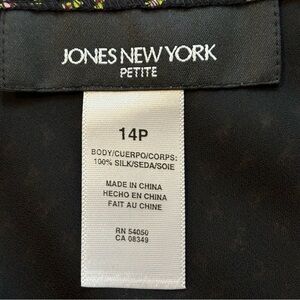 JONES NEW YORK
PETITE
14P
BODY/CUERPO/CORPS:
100% SILK/SEDA/SOIE
MADE IN CHINA
HECHO EN CHINA
FAIT AU CHINE
RN 54050
CA 08349